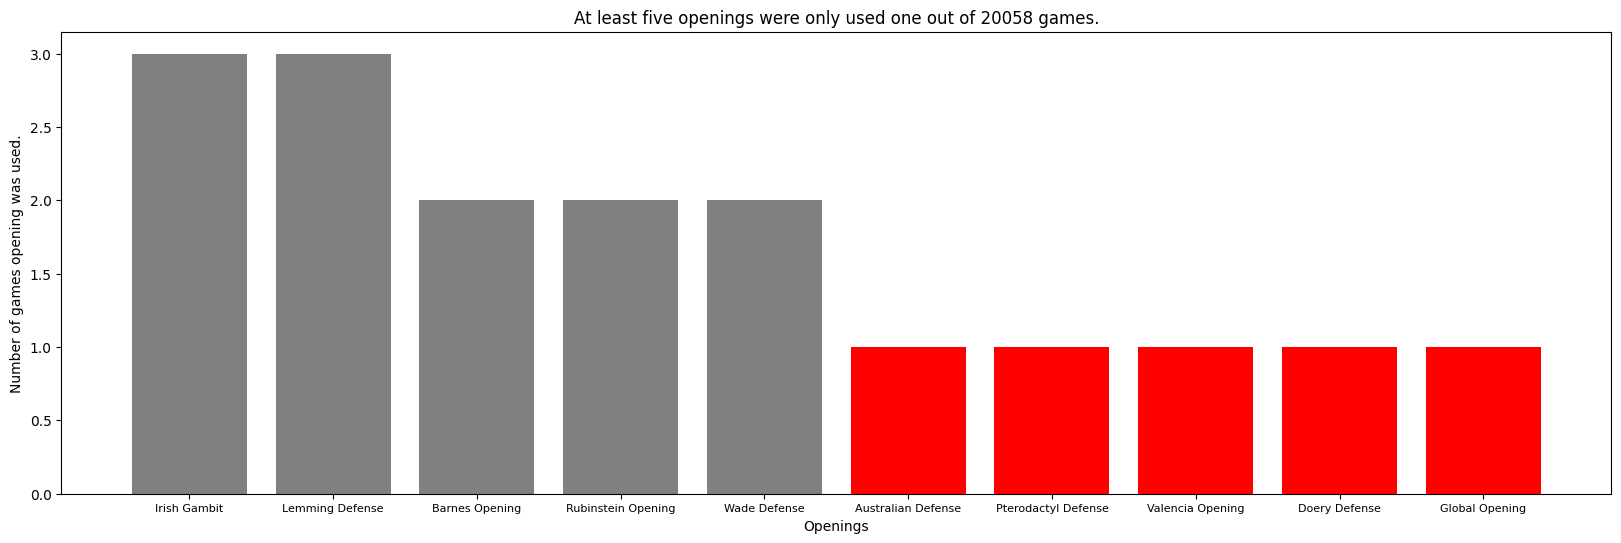 At least five openings were only used one out of 20058 games.
Number of games opening was used.
3.0
2.5
2.0
1.5
1.0
0.5
0.0
Irish Gambit Lemming Defense Barnes Opening Rubinstein Opening Wade Defense Australian Defense Pterodactyl Defense Valencia Opening Doery Defense Global Opening
Openings